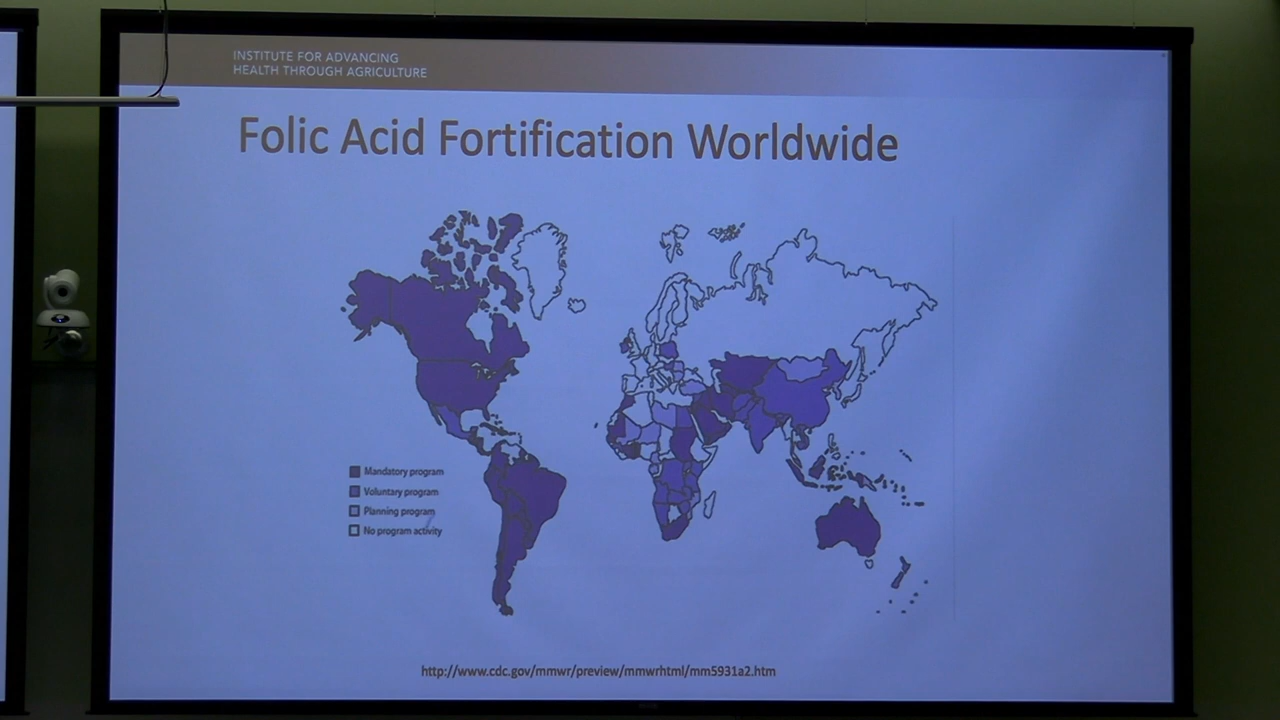 INSTITUTE FOR ADVANCING
HEALTH THROUGH AGRICULTURE
Folic Acid Fortification Worldwide
Mandatory program
Voluntary program
Planning program
No program activity
http://www.cdc.gov/mmwr/preview/mmwrhtml/mm5931a2.htm